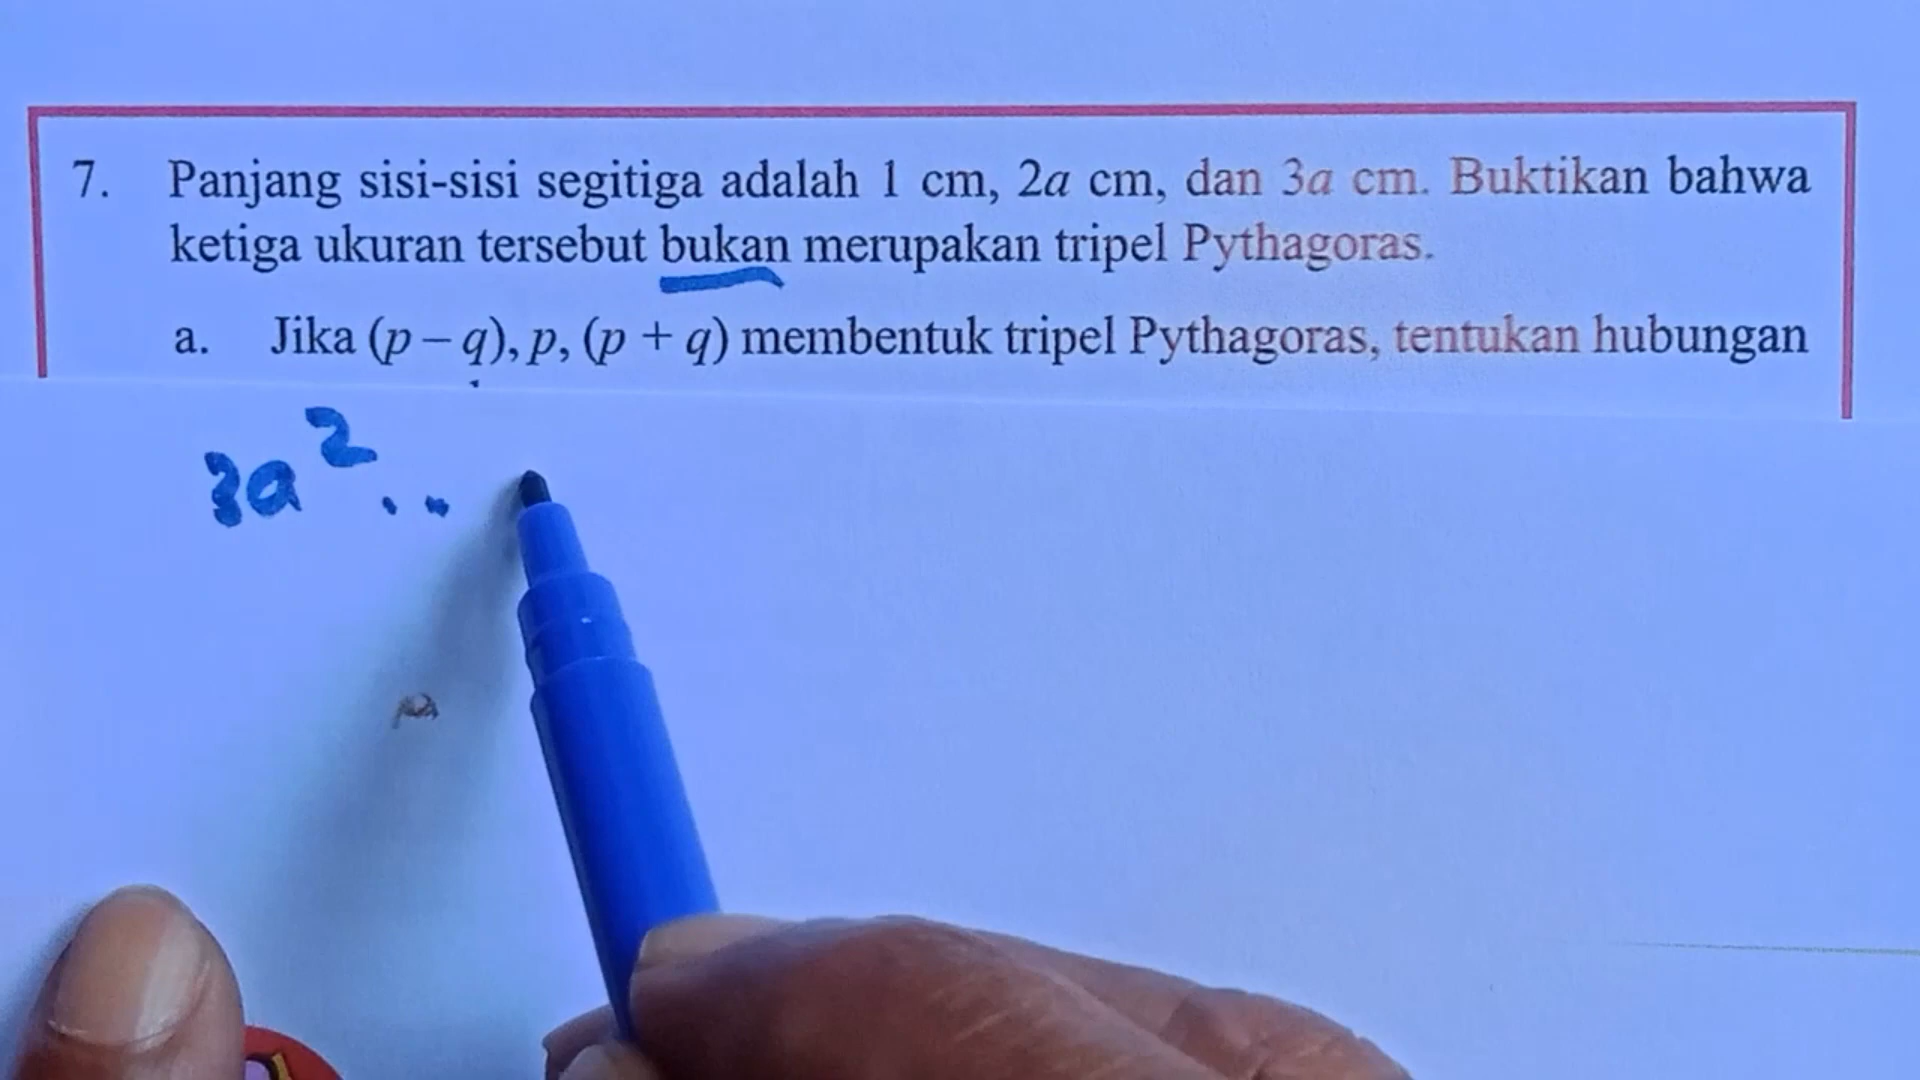 7. Panjang sisi-sisi segitiga adalah 1 cm, 2a cm, dan 3a cm. Buktikan bahwa
ketiga ukuran tersebut bukan merupakan tripel Pythagoras.
a. Jika (p – q), p, (p + q) membentuk tripel Pythagoras, tentukan hubungan
3a² ..